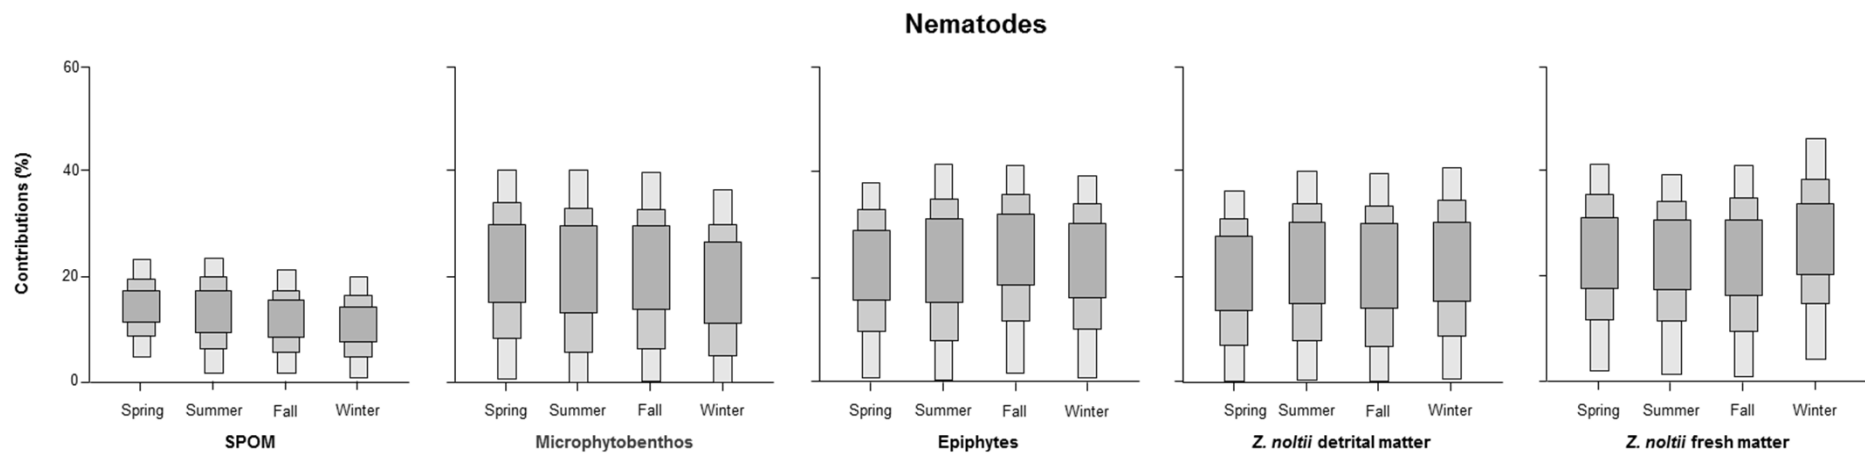 Nematodes
Contributions (%)
60
40
20
0
Spring Summer Fall Winter
SPOM
Spring Summer Fall Winter
Microphytobenthos
Spring Summer Fall Winter
Epiphytes
Spring Summer Fall Winter
Z. noltii detrital matter
Spring Summer Fall Winter
Z. noltii fresh matter